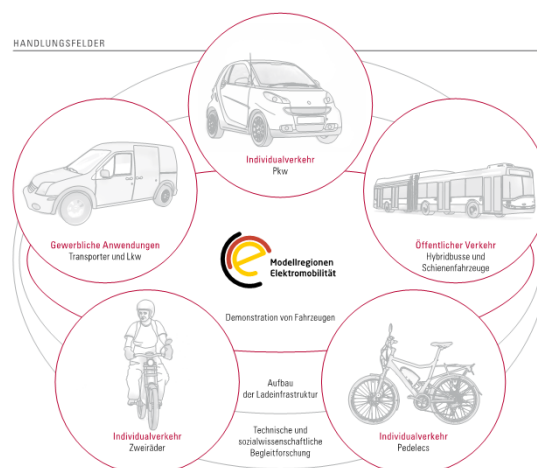 HANDLUNGSFELDER
Individualverkehr
Pkw
Gewerbliche Anwendungen
Transporter und Lkw
Öffentlicher Verkehr
Hybridbusse und
Schienenfahrzeuge
Modellregionen
Elektromobilität
Demonstration von Fahrzeugen
Aufbau
der Ladeinfrastruktur
Technische und
sozialwissenschaftliche
Begleitforschung
Individualverkehr
Zweiräder
Individualverkehr
Pedelecs